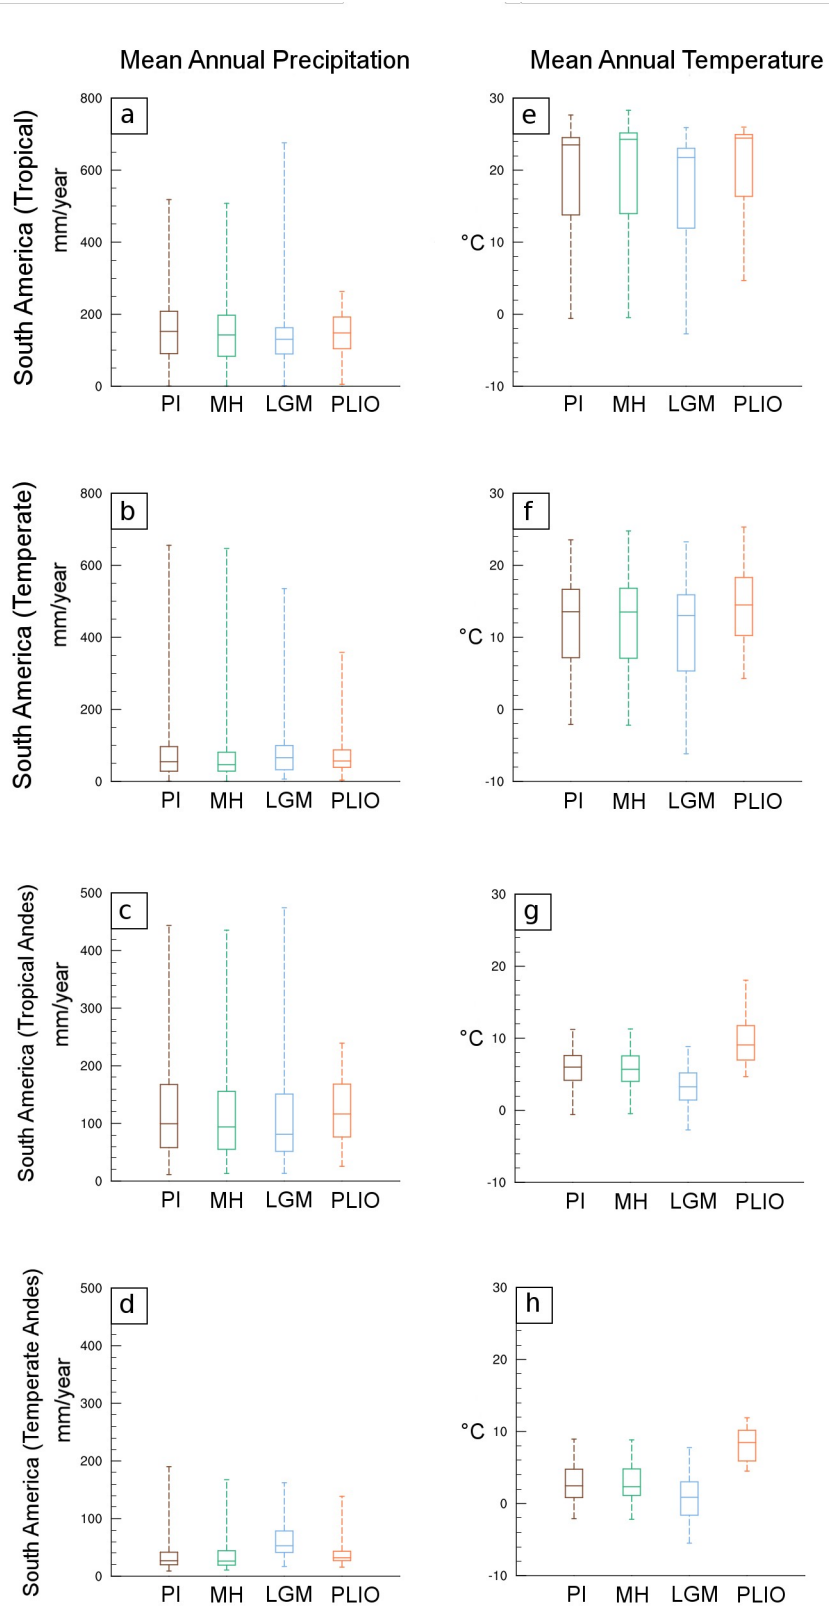 Mean Annual Precipitation
Mean Annual Temperature
South America (Tropical)
mm/year
800
600
400
200
0
a
PI MH LGM PLIO
°C
30
20
10
0
-10
e
PI MH LGM PLIO
South America (Temperate)
mm/year
800
600
400
200
0
b
PI MH LGM PLIO
°C
30
20
10
0
-10
f
PI MH LGM PLIO
South America (Tropical Andes)
mm/year
500
400
300
200
100
0
c
PI MH LGM PLIO
°C
30
20
10
0
-10
g
PI MH LGM PLIO
South America (Temperate Andes)
mm/year
500
400
300
200
100
0
d
PI MH LGM PLIO
°C
30
20
10
0
-10
h
PI MH LGM PLIO